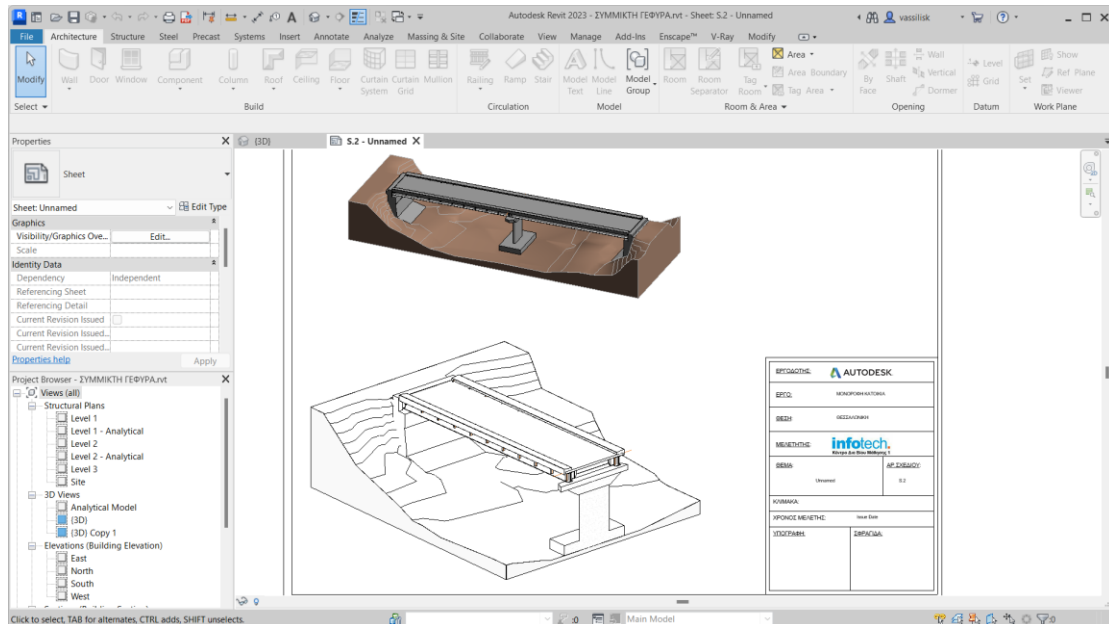 Autodesk Revit 2023 - ΣΥΜΜΙΚΤΗ ΓΕΦΥΡΑ.rvt - Sheet: S.2 - Unnamed
vassilisk
File Architecture Structure Steel Precast Systems Insert Annotate Analyze Massing & Site Collaborate View Manage Add-Ins Enscape™ V-Ray Modify
Modify
Wall Door Window Component Column Roof Ceiling Floor Curtain System Curtain Grid Mullion
Railing Ramp Stair
Model Text Model Line Model Group
Room Room Separator Tag Room
Area
Area Boundary
Tag Area
By Face Shaft Wall
Vertical
Dormer
Level
Grid
Set Show
Ref Plane
Viewer
Select Build Circulation Model Room & Area Opening Datum Work Plane
Properties
{3D}
S.2 - Unnamed
Sheet
Sheet: Unnamed Edit Type
Graphics
Visibility/Graphics Ove... Edit...
Scale
Identity Data
Dependency Independent
Referencing Sheet
Referencing Detail
Current Revision Issued
Current Revision Issued...
Current Revision Issued...
Properties help Apply
Project Browser - ΣΥΜΜΙΚΤΗ ΓΕΦΥΡΑ.rvt
Views (all)
Structural Plans
Level 1
Level 1 - Analytical
Level 2
Level 2 - Analytical
Level 3
Site
3D Views
Analytical Model
{3D}
{3D} Copy 1
Elevations (Building Elevation)
East
North
South
West
ΕΡΓΟΔΟΤΗΣ: AUTODESK
ΕΡΓΟ: ΜΟΝΟΡΟΦΗ ΚΑΤΟΙΚΙΑ
ΘΕΣΗ: ΘΕΣΣΑΛΟΝΙΚΗ
ΜΕΛΕΤΗΤΗΣ: infotech.
Κέντρο Δια Βίου Μάθησης 1
ΘΕΜΑ: ΑΡ ΣΧΕΔΙΟΥ:
Unnamed S.2
ΚΛΙΜΑΚΑ:
ΧΡΟΝΟΣ ΜΕΛΕΤΗΣ: Issue Date
ΥΠΟΓΡΑΦΗ: ΣΦΡΑΓΙΔΑ:
Click to select, TAB for alternates, CTRL adds, SHIFT unselects.
:0
Main Model
:0